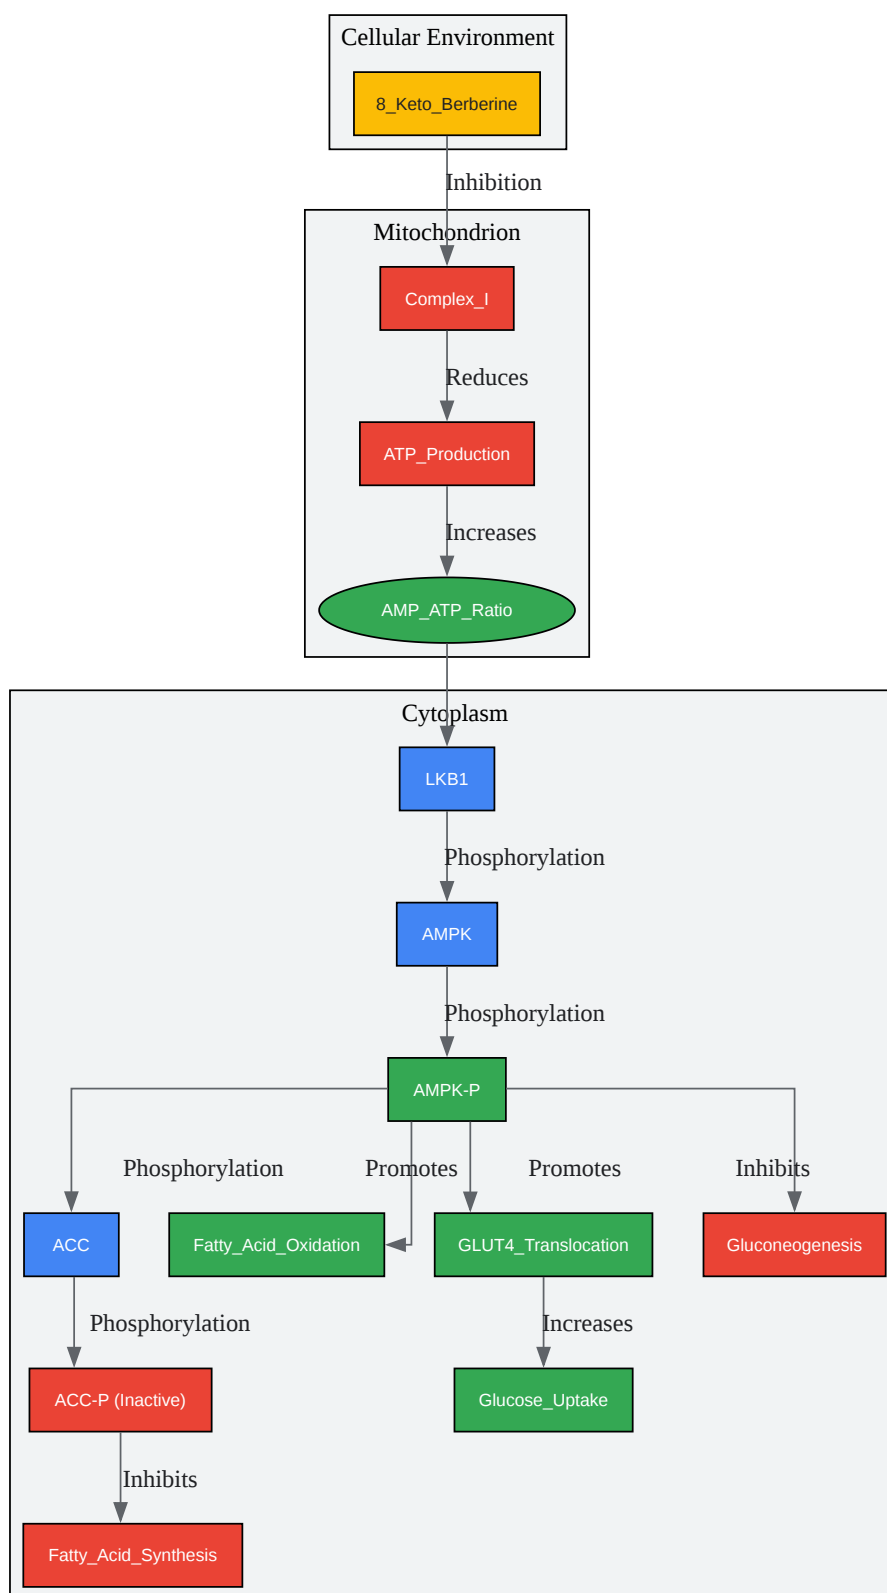 Cellular Environment
8_Keto_Berberine
Inhibition
Mitochondrion
Complex_I
Reduces
ATP_Production
Increases
AMP_ATP_Ratio
Cytoplasm
LKB1
Phosphorylation
AMPK
Phosphorylation
AMPK-P
Phosphorylation
Promotes
Promotes
Inhibits
ACC
Fatty_Acid_Oxidation
GLUT4_Translocation
Gluconeogenesis
Phosphorylation
Increases
ACC-P (Inactive)
Glucose_Uptake
Inhibits
Fatty_Acid_Synthesis